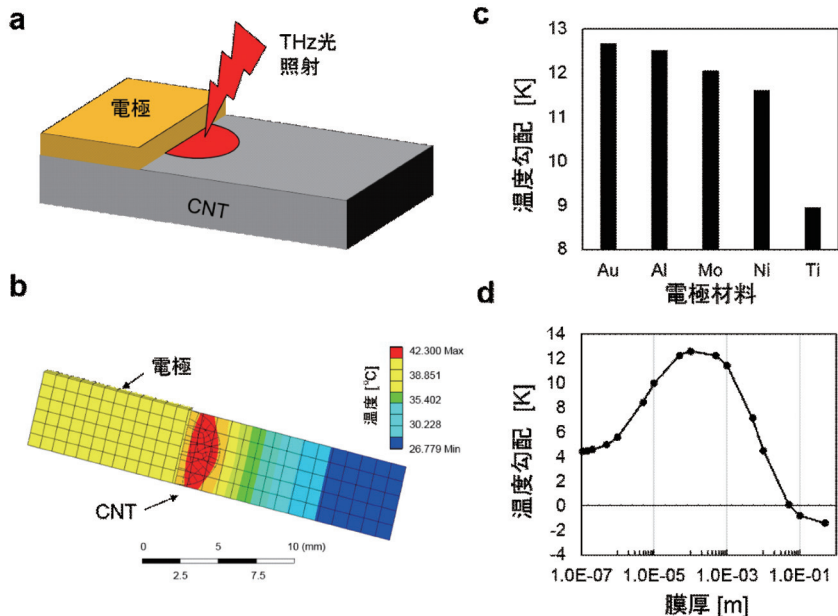 a
THz光
照射
電極
CNT
b
電極
CNT
42.300 Max
38.851
35.402
30.228
26.779 Min
温度 [℃]
0 5 10 (mm)
2.5 7.5
c
温度勾配 [K]
13
12
11
10
9
8
Au Al Mo Ni Ti
電極材料
d
温度勾配 [K]
14
12
10
8
6
4
2
0
-2
-4
1.0E-07 1.0E-05 1.0E-03 1.0E-01
膜厚 [m]